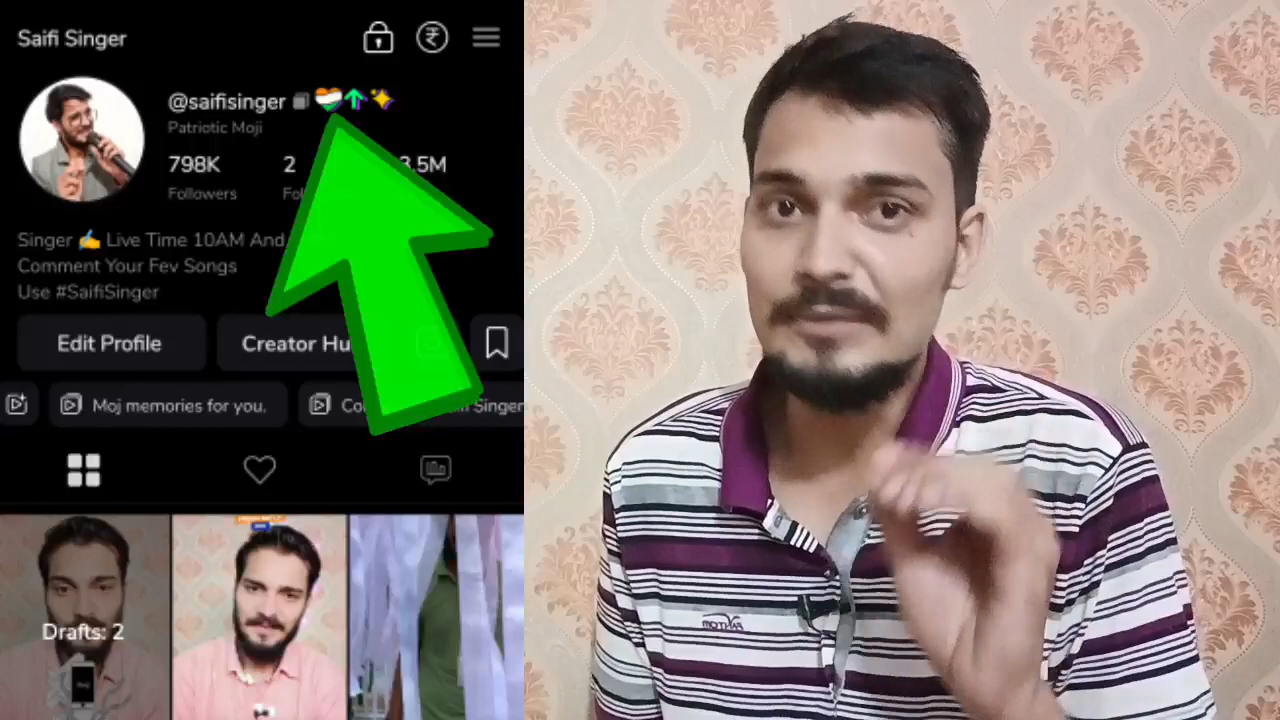 Saifi Singer
@saifisinger
Patriotic Moji
798K
2
3.5M
Followers
Singer ✍️ Live Time 10AM And
Comment Your Fev Songs
Use #SaifiSinger
Edit Profile
Creator
Moj memories for you.
Singer
Drafts: 2